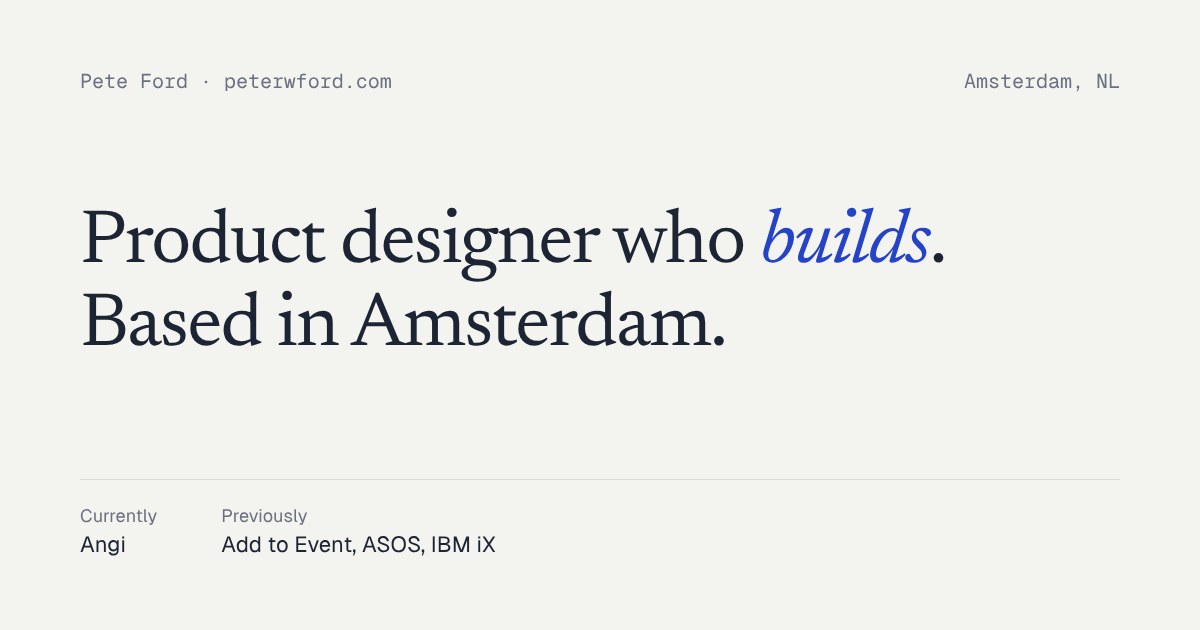 Pete Ford · peterwford.com
Amsterdam, NL
Product designer who builds.
Based in Amsterdam.
Currently
Angi
Previously
Add to Event, ASOS, IBM iX